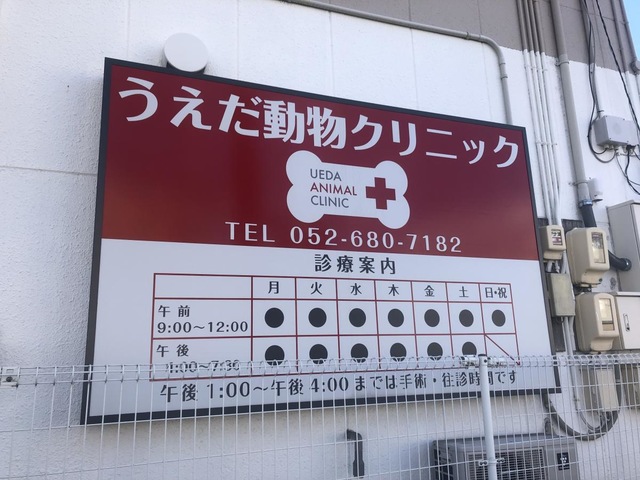 うえだ動物クリニック
UEDA
ANIMAL
CLINIC
TEL 052-680-7182
診療案内
月 火 水 木 金 土 日・祝
午前
9:00〜12:00 ● ● ● ● ● ● ●
午後
● ● ● ● ● ●
午後1:00〜午後4:00までは手術・往診時間です